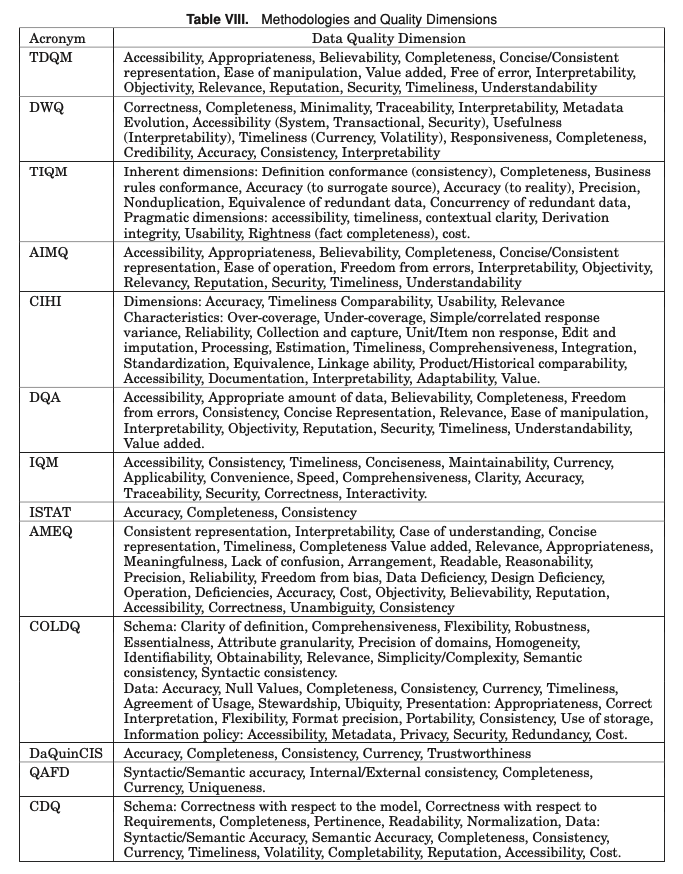 Table VIII. Methodologies and Quality Dimensions
Acronym Data Quality Dimension
TDQM Accessibility, Appropriateness, Believability, Completeness, Concise/Consistent
representation, Ease of manipulation, Value added, Free of error, Interpretability,
Objectivity, Relevance, Reputation, Security, Timeliness, Understandability
DWQ Correctness, Completeness, Minimality, Traceability, Interpretability, Metadata
Evolution, Accessibility (System, Transactional, Security), Usefulness
(Interpretability), Timeliness (Currency, Volatility), Responsiveness, Completeness,
Credibility, Accuracy, Consistency, Interpretability
TIQM Inherent dimensions: Definition conformance (consistency), Completeness, Business
rules conformance, Accuracy (to surrogate source), Accuracy (to reality), Precision,
Nonduplication, Equivalence of redundant data, Concurrency of redundant data,
Pragmatic dimensions: accessibility, timeliness, contextual clarity, Derivation
integrity, Usability, Rightness (fact completeness), cost.
AIMQ Accessibility, Appropriateness, Believability, Completeness, Concise/Consistent
representation, Ease of operation, Freedom from errors, Interpretability, Objectivity,
Relevancy, Reputation, Security, Timeliness, Understandability
CIHI Dimensions: Accuracy, Timeliness Comparability, Usability, Relevance
Characteristics: Over-coverage, Under-coverage, Simple/correlated response
variance, Reliability, Collection and capture, Unit/Item non response, Edit and
imputation, Processing, Estimation, Timeliness, Comprehensiveness, Integration,
Standardization, Equivalence, Linkage ability, Product/Historical comparability,
Accessibility, Documentation, Interpretability, Adaptability, Value.
DQA Accessibility, Appropriate amount of data, Believability, Completeness, Freedom
from errors, Consistency, Concise Representation, Relevance, Ease of manipulation,
Interpretability, Objectivity, Reputation, Security, Timeliness, Understandability,
Value added.
IQM Accessibility, Consistency, Timeliness, Conciseness, Maintainability, Currency,
Applicability, Convenience, Speed, Comprehensiveness, Clarity, Accuracy,
Traceability, Security, Correctness, Interactivity.
ISTAT Accuracy, Completeness, Consistency
AMEQ Consistent representation, Interpretability, Case of understanding, Concise
representation, Timeliness, Completeness Value added, Relevance, Appropriateness,
Meaningfulness, Lack of confusion, Arrangement, Readable, Reasonability,
Precision, Reliability, Freedom from bias, Data Deficiency, Design Deficiency,
Operation, Deficiencies, Accuracy, Cost, Objectivity, Believability, Reputation,
Accessibility, Correctness, Unambiguity, Consistency
COLDQ Schema: Clarity of definition, Comprehensiveness, Flexibility, Robustness,
Essentialness, Attribute granularity, Precision of domains, Homogeneity,
Identifiability, Obtainability, Relevance, Simplicity/Complexity, Semantic
consistency, Syntactic consistency.
Data: Accuracy, Null Values, Completeness, Consistency, Currency, Timeliness,
Agreement of Usage, Stewardship, Ubiquity, Presentation: Appropriateness, Correct
Interpretation, Flexibility, Format precision, Portability, Consistency, Use of storage,
Information policy: Accessibility, Metadata, Privacy, Security, Redundancy, Cost.
DaQuinCIS Accuracy, Completeness, Consistency, Currency, Trustworthiness
QAFD Syntactic/Semantic accuracy, Internal/External consistency, Completeness,
Currency, Uniqueness.
CDQ Schema: Correctness with respect to the model, Correctness with respect to
Requirements, Completeness, Pertinence, Readability, Normalization, Data:
Syntactic/Semantic Accuracy, Semantic Accuracy, Completeness, Consistency,
Currency, Timeliness, Volatility, Completability, Reputation, Accessibility, Cost.